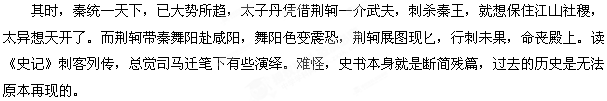 其时，秦统一天下，已大势所趋，太子丹凭借荆轲一介武夫，刺杀秦王，就想保住江山社稷，
太异想天开了。而荆轲带秦舞阳赴咸阳，舞阳色变震恐，荆轲展图现匕，行刺未果，命丧殿上。读
《史记》刺客列传，总觉司马迁笔下有些演绎。难怪，史书本身就是断简残篇，过去的历史是无法
原本再现的。